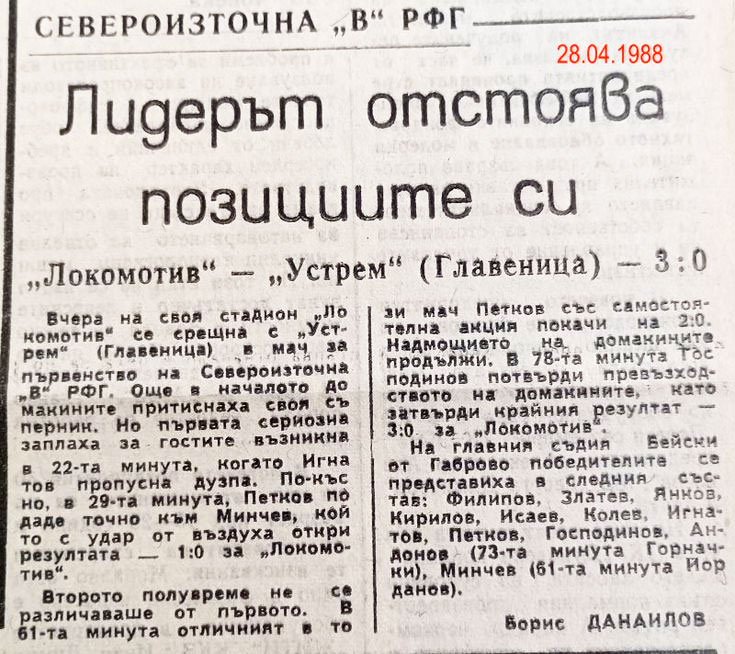 СЕВЕРОИЗТОЧНА „В“ РФГ
28.04.1988
Лидерът отстоява
позициите си
„Локомотив“ — „Устрем“ (Главеница) — 3:0
Вчера на своя стадион „Ло
комотив“ се срещна с „Уст-
рем“ (Главеница) в мач за
първенство на Североизточна
„В“ РФГ. Още в началото до
макините притиснаха своя съ
перник. Но първата сериозна
заплаха за гостите възникна
в 22-та минута, когато Игна
тов пропусна дузпа. По-къс
но, в 29-та минута, Петков по
даде точно към Минчев, кой
то с удар от въздуха откри
резултата — 1:0 за „Локомо-
тив“.
Второто полувреме не се
различаваше от първото. В
61-та минута отличният в то
зи мач Петков със самостоя-
телна акция покачи на 2:0.
Надмощието на домакините
продължи. В 78-та минута Гос
подинов потвърди превъзход-
ството на домакините, като
затвърди крайния резултат —
3:0 за „Локомотив“.
На главния съдия Бейски
от Габрово победителите се
представиха в следния със-
тав: Филипов, Златев, Янков,
Кирилов, Исаев, Колев, Игна-
тов, Петков, Господинов, Ан-
донов (73-та минута Горнач-
ки), Минчев (61-та минута Йор
данов).
Борис ДАНАИЛОВ